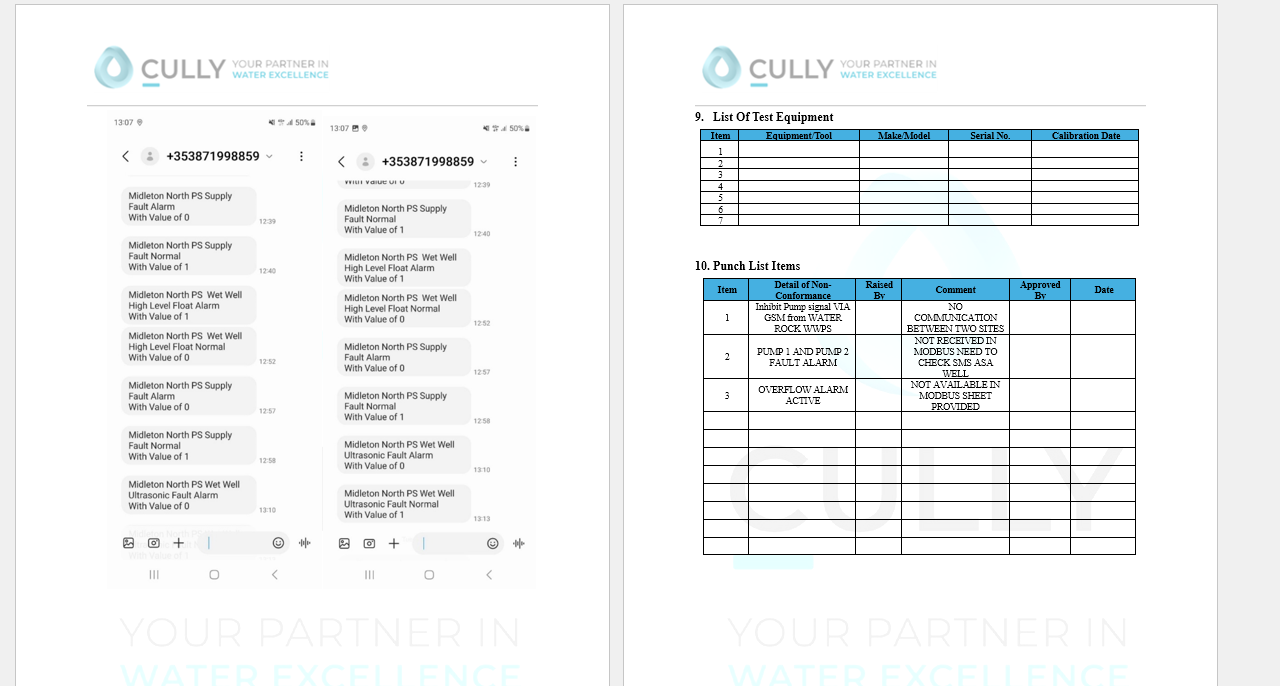 CULLY YOUR PARTNER IN
WATER EXCELLENCE
13:07
50%
+353871998859
Midleton North PS Supply
Fault Alarm
With Value of 0
12:39
Midleton North PS Supply
Fault Normal
With Value of 1
12:40
Midleton North PS  Wet Well
High Level Float Alarm
With Value of 1
Midleton North PS  Wet Well
High Level Float Normal
With Value of 0
12:52
Midleton North PS Supply
Fault Alarm
With Value of 0
12:57
Midleton North PS Supply
Fault Normal
With Value of 1
12:58
Midleton North PS Wet Well
Ultrasonic Fault Alarm
With Value of 0
13:10
13:07
50%
+353871998859
With Value of 0
12:39
Midleton North PS Supply
Fault Normal
With Value of 1
12:40
Midleton North PS  Wet Well
High Level Float Alarm
With Value of 1
Midleton North PS  Wet Well
High Level Float Normal
With Value of 0
12:52
Midleton North PS Supply
Fault Alarm
With Value of 0
12:57
Midleton North PS Supply
Fault Normal
With Value of 1
12:58
Midleton North PS Wet Well
Ultrasonic Fault Alarm
With Value of 0
13:10
Midleton North PS Wet Well
Ultrasonic Fault Normal
With Value of 1
13:13
YOUR PARTNER IN
WATER EXCELLENCE
CULLY YOUR PARTNER IN
WATER EXCELLENCE
9. List Of Test Equipment
Item Equipment/Tool Make/Model Serial No. Calibration Date
1
2
3
4
5
6
7
10. Punch List Items
Item Detail of Non-Conformance Raised By Comment Approved By Date
1 Inhibit Pump signal VIA GSM from WATER ROCK WWPS NO COMMUNICATION BETWEEN TWO SITES
2 PUMP 1 AND PUMP 2 FAULT ALARM NOT RECEIVED IN MODBUS NEED TO CHECK SMS ASA WELL
3 OVERFLOW ALARM ACTIVE NOT AVAILABLE IN MODBUS SHEET PROVIDED
CULLY
YOUR PARTNER IN
WATER EXCELLENCE